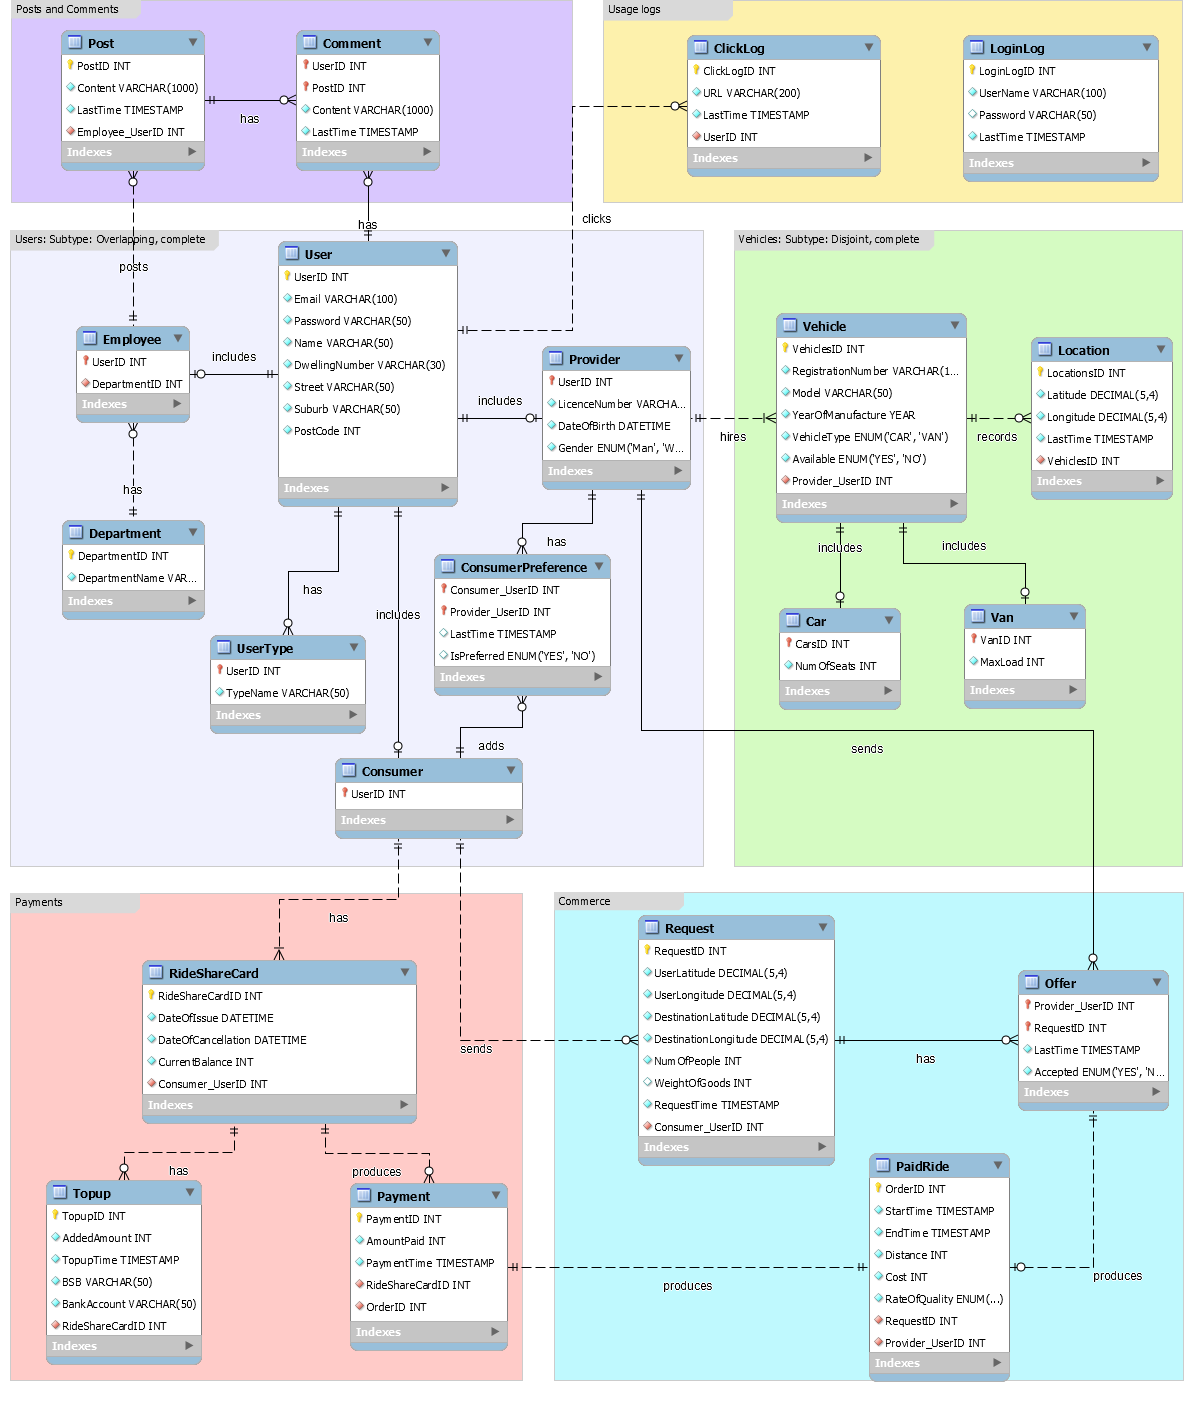 Posts and Comments
Post
PostID INT
Content VARCHAR(1000)
LastTime TIMESTAMP
Employee_UserID INT
Indexes
has
Comment
UserID INT
PostID INT
Content VARCHAR(1000)
LastTime TIMESTAMP
Indexes
Usage logs
ClickLog
ClickLogID INT
URL VARCHAR(200)
LastTime TIMESTAMP
UserID INT
Indexes
LoginLog
LoginLogID INT
UserName VARCHAR(100)
Password VARCHAR(50)
LastTime TIMESTAMP
Indexes
posts
has
clicks
Users: Subtype: Overlapping, complete
Employee
UserID INT
DepartmentID INT
Indexes
includes
User
UserID INT
Email VARCHAR(100)
Password VARCHAR(50)
Name VARCHAR(50)
DwellingNumber VARCHAR(30)
Street VARCHAR(50)
Suburb VARCHAR(50)
PostCode INT
Indexes
includes
Provider
UserID INT
LicenceNumber VARCHA...
DateOfBirth DATETIME
Gender ENUM('Man', 'W...
Indexes
hires
has
Department
DepartmentID INT
DepartmentName VAR...
Indexes
has
UserType
UserID INT
TypeName VARCHAR(50)
Indexes
includes
has
ConsumerPreference
Consumer_UserID INT
Provider_UserID INT
LastTime TIMESTAMP
IsPreferred ENUM('YES', 'NO')
Indexes
adds
Consumer
UserID INT
Indexes
Vehicles: Subtype: Disjoint, complete
Vehicle
VehiclesID INT
RegistrationNumber VARCHAR(1...
Model VARCHAR(50)
YearOfManufacture YEAR
VehicleType ENUM('CAR', 'VAN')
Available ENUM('YES', 'NO')
Provider_UserID INT
Indexes
records
Location
LocationsID INT
Latitude DECIMAL(5,4)
Longitude DECIMAL(5,4)
LastTime TIMESTAMP
VehiclesID INT
Indexes
includes
includes
Car
CarsID INT
NumOfSeats INT
Indexes
Van
VanID INT
MaxLoad INT
Indexes
sends
Payments
has
RideShareCard
RideShareCardID INT
DateOfIssue DATETIME
DateOfCancellation DATETIME
CurrentBalance INT
Consumer_UserID INT
Indexes
has
produces
Topup
TopupID INT
AddedAmount INT
TopupTime TIMESTAMP
BSB VARCHAR(50)
BankAccount VARCHAR(50)
RideShareCardID INT
Indexes
Payment
PaymentID INT
AmountPaid INT
PaymentTime TIMESTAMP
RideShareCardID INT
OrderID INT
Indexes
sends
Commerce
Request
RequestID INT
UserLatitude DECIMAL(5,4)
UserLongitude DECIMAL(5,4)
DestinationLatitude DECIMAL(5,4)
DestinationLongitude DECIMAL(5,4)
NumOfPeople INT
WeightOfGoods INT
RequestTime TIMESTAMP
Consumer_UserID INT
Indexes
has
Offer
Provider_UserID INT
RequestID INT
LastTime TIMESTAMP
Accepted ENUM('YES', 'N...
Indexes
produces
PaidRide
OrderID INT
StartTime TIMESTAMP
EndTime TIMESTAMP
Distance INT
Cost INT
RateOfQuality ENUM(...)
RequestID INT
Provider_UserID INT
Indexes
produces